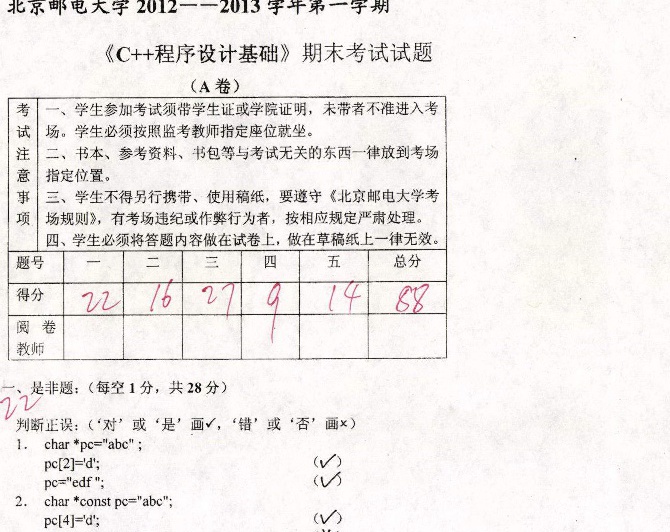 北京邮电大学 2012——2013 学年第一学期
《C++程序设计基础》期末考试试题
（A 卷）
考试注意事项
一、学生参加考试须带学生证或学院证明，未带者不准进入考
场。学生必须按照监考教师指定座位就坐。
二、书本、参考资料、书包等与考试无关的东西一律放到考场
指定位置。
三、学生不得另行携带、使用稿纸，要遵守《北京邮电大学考
场规则》，有考场违纪或作弊行为者，按相应规定严肃处理。
四、学生必须将答题内容做在试卷上，做在草稿纸上一律无效。
题号 一 二 三 四 五 总分
得分 22 16 27 9 14 88
阅 卷
教师
一、是非题：（每空 1 分，共 28 分）
22
判断正误：（‘对’或‘是’画✓，‘错’或‘否’画×）
1. char *pc="abc" ;
pc[2]='d'; (✓)
pc="edf "; (✓)
2. char *const pc="abc";
pc[4]='d'; (✓)